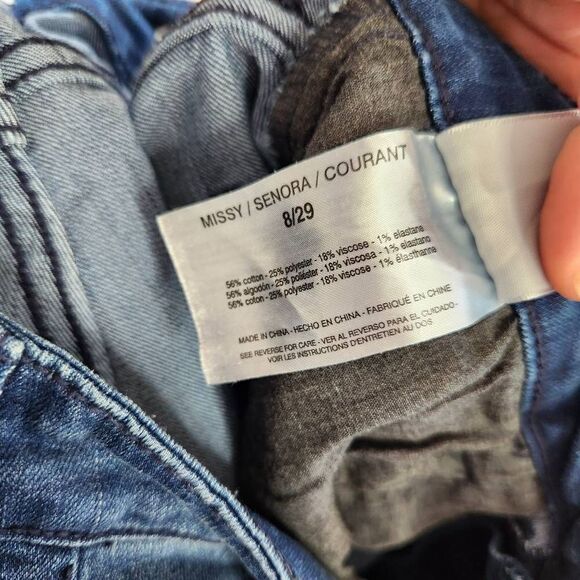 MISSY / SENORA / COURANT
8/29
56% cotton - 25% polyester - 18% viscose - 1% elastane
56% algodon - 25% poliéster - 18% viscosa - 1% elastano
56% coton - 25% polyester - 18% viscose - 1% élasthanne
MADE IN CHINA - HECHO EN CHINA - FABRIQUÉ EN CHINE
SEE REVERSE FOR CARE - VER AL REVERSO PARA EL CUIDADO
VOIR LES INSTRUCTIONS D'ENTRETIEN AU DOS